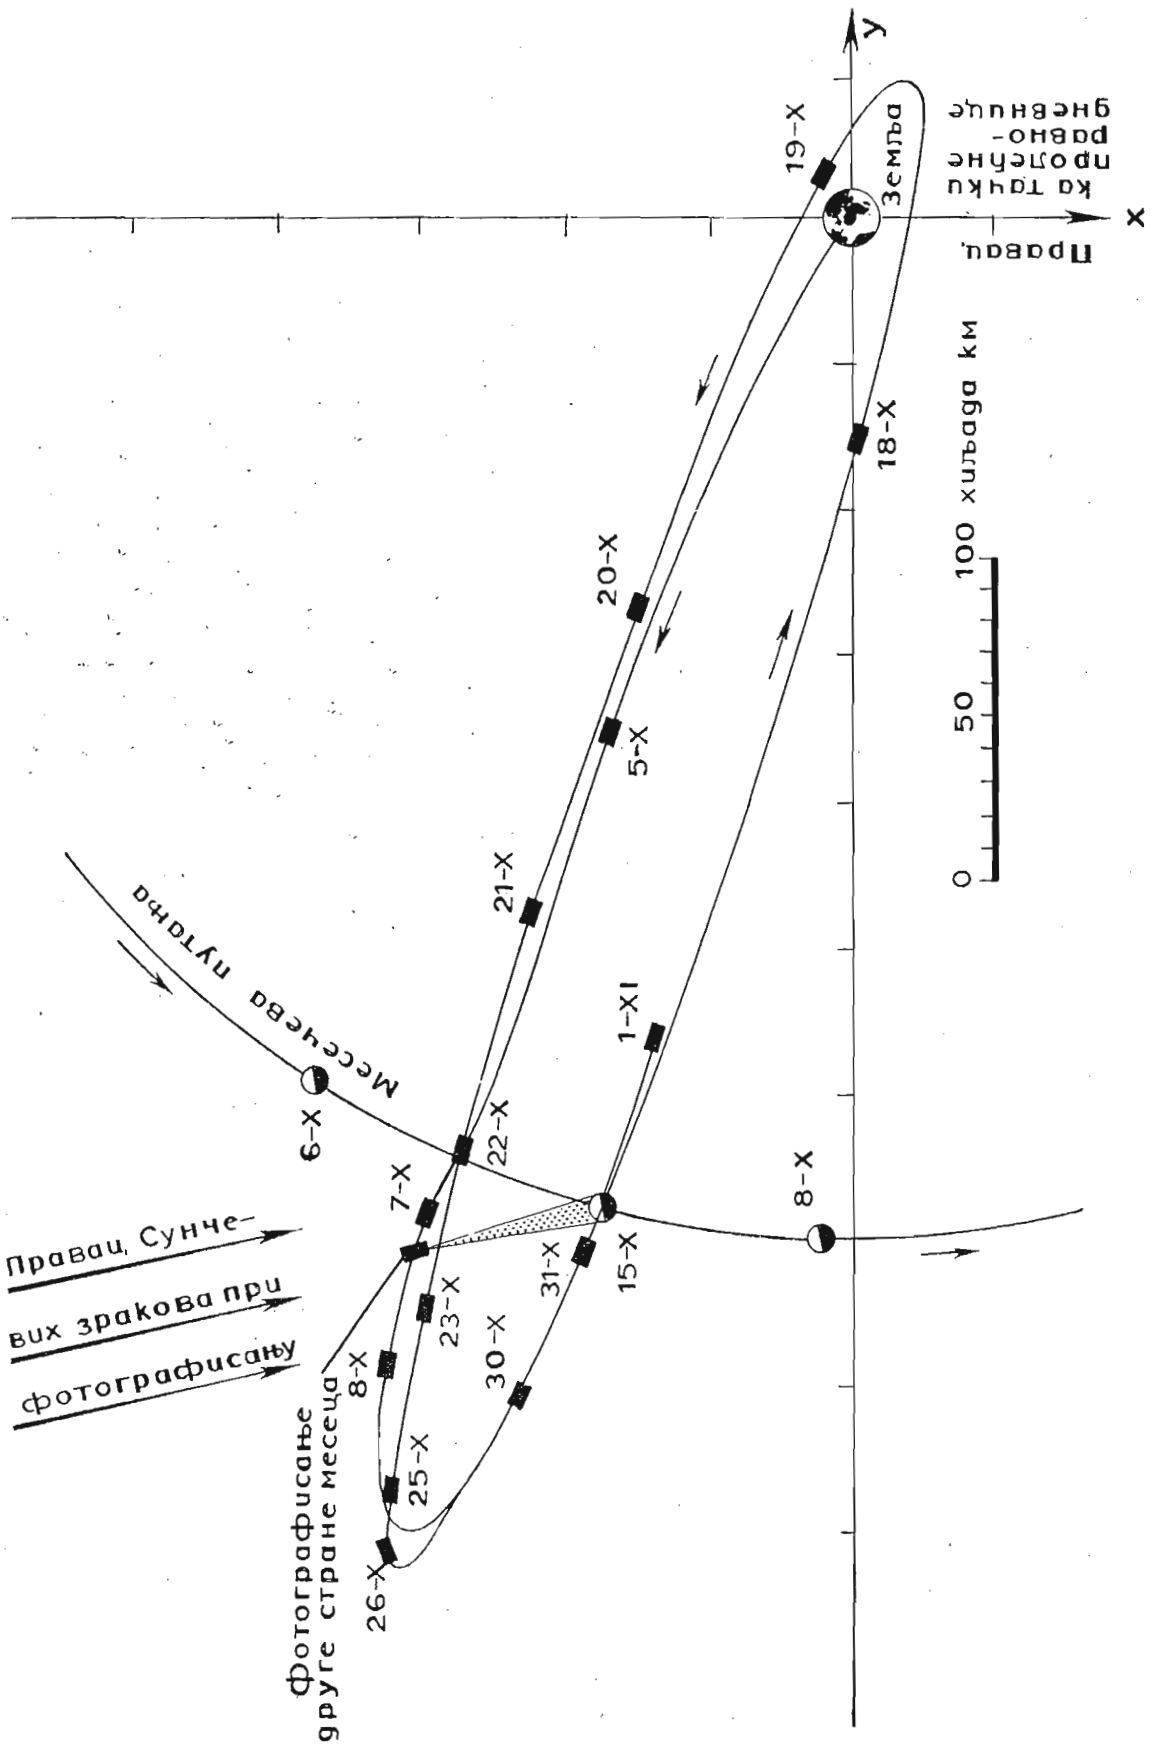 y
x
19-X
Земља
Правац,
ка тачки
пролећне
равно-
дневнице
18-X
100 хиљада км
50
0
20-X
5-X
21-X
1-XI
Месечева путања
6-X
22-X
7-X
8-X
Правац, Сунче-
вих зракова при
фотографисању
31-X
15-X
23-X
30-X
8-X
25-X
26-X
Фотографисање
друге стране месеца